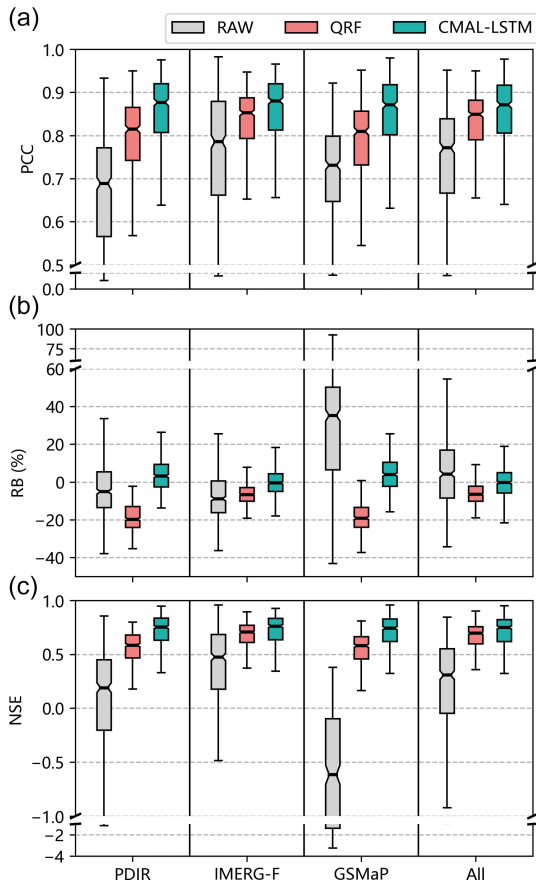 (a)
RAW QRF CMAL-LSTM
1.0
0.9
0.8
0.7
0.6
0.5
0.0
PCC
(b)
100
75
60
40
20
0
−20
−40
RB (%)
(c)
1.0
0.5
0.0
−0.5
−1.0
−2
−4
NSE
PDIR IMERG-F GSMaP All